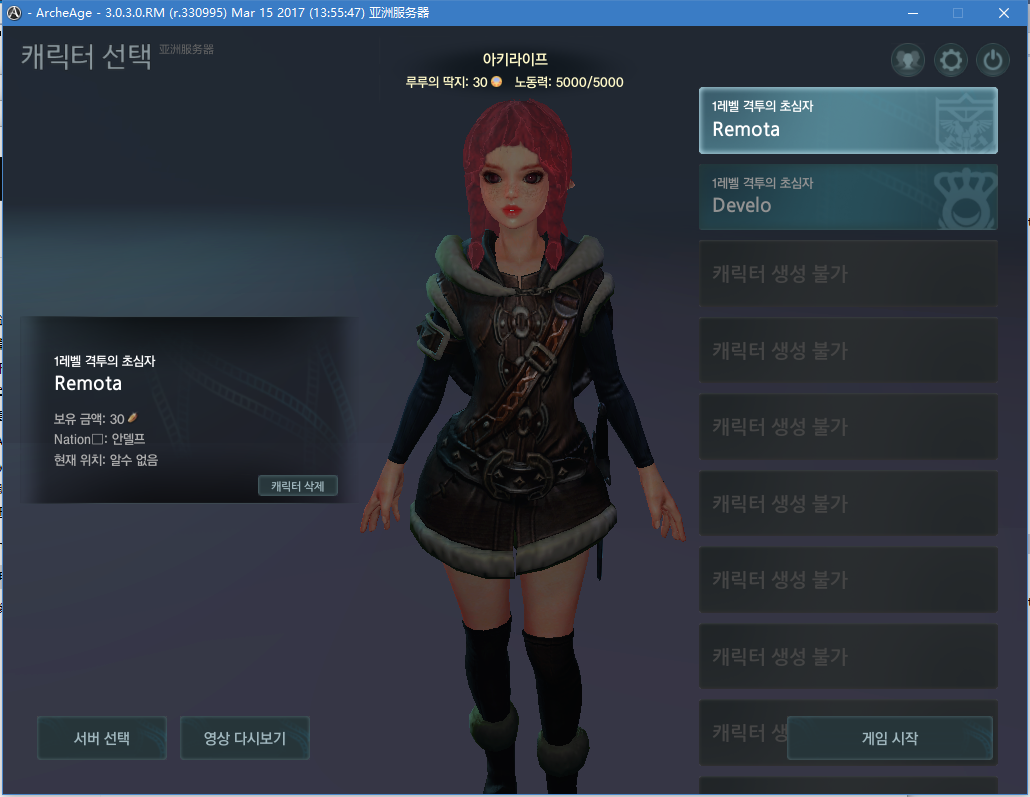 - ArcheAge - 3.0.3.0.RM (r.330995) Mar 15 2017 (13:55:47) 亚洲服务器
캐릭터 선택 亚洲服务器
아키라이프
루루의 딱지: 30 노동력: 5000/5000
1레벨 격투의 초심자
Remota
1레벨 격투의 초심자
Develo
캐릭터 생성 불가
캐릭터 생성 불가
캐릭터 생성 불가
캐릭터 생성 불가
캐릭터 생성 불가
캐릭터 생성 불가
캐릭터 생
1레벨 격투의 초심자
Remota
보유 금액: 30
Nation□: 안델프
현재 위치: 알수 없음
캐릭터 삭제
서버 선택
영상 다시보기
게임 시작